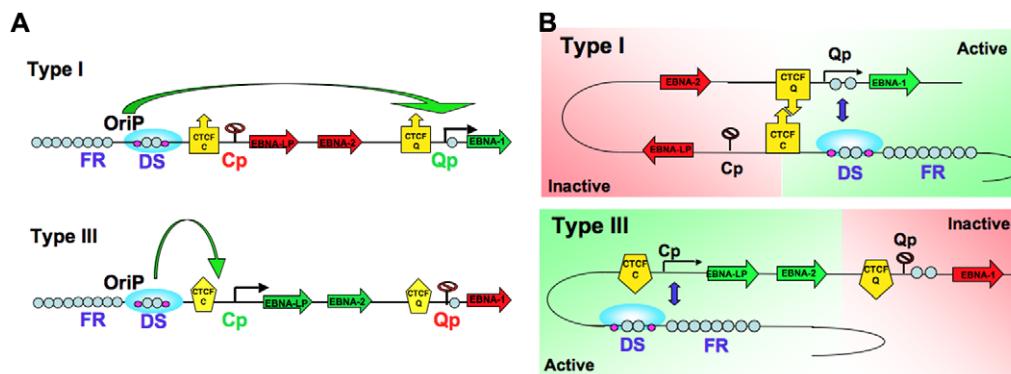 A
Type I
OriP
FR
DS
CTCF
C
Cp
EBNA-LP
EBNA-2
CTCF
Q
Qp
EBNA-1
Type III
OriP
FR
DS
CTCF
C
Cp
EBNA-LP
EBNA-2
CTCF
Q
Qp
EBNA-1
B
Type I
Active
Qp
EBNA-2
CTCF
Q
EBNA-1
EBNA-LP
Cp
CTCF
C
DS
FR
Inactive
Type III
Inactive
CTCF
C
Cp
EBNA-LP
EBNA-2
CTCF
Q
Qp
EBNA-1
DS
FR
Active